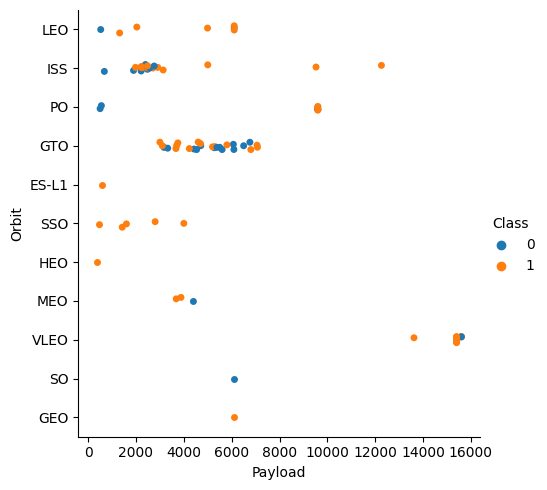 LEO
ISS
PO
GTO
ES-L1
SSO
HEO
MEO
VLEO
SO
GEO
Orbit
Class
0
1
0 2000 4000 6000 8000 10000 12000 14000 16000
Payload